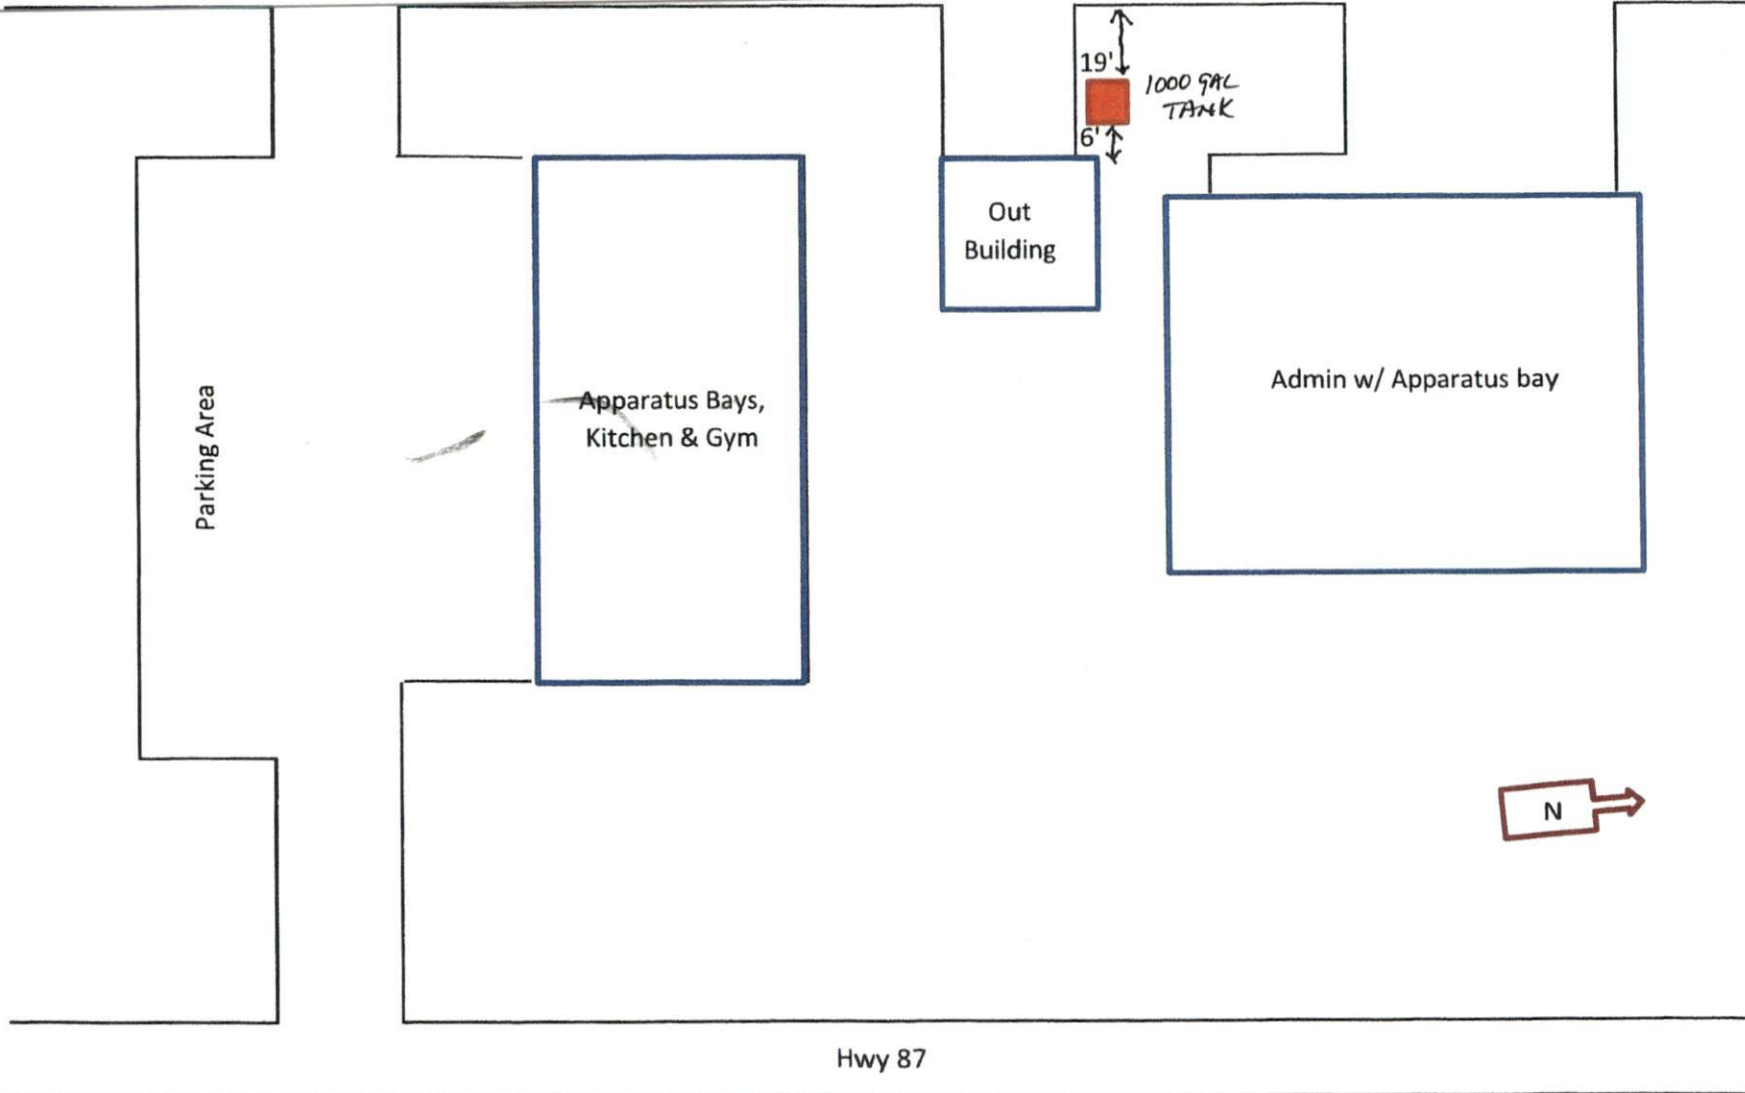 19'
1000 GAL
TANK
6'
Out
Building
Admin w/ Apparatus bay
Parking Area
Apparatus Bays,
Kitchen & Gym
N
Hwy 87